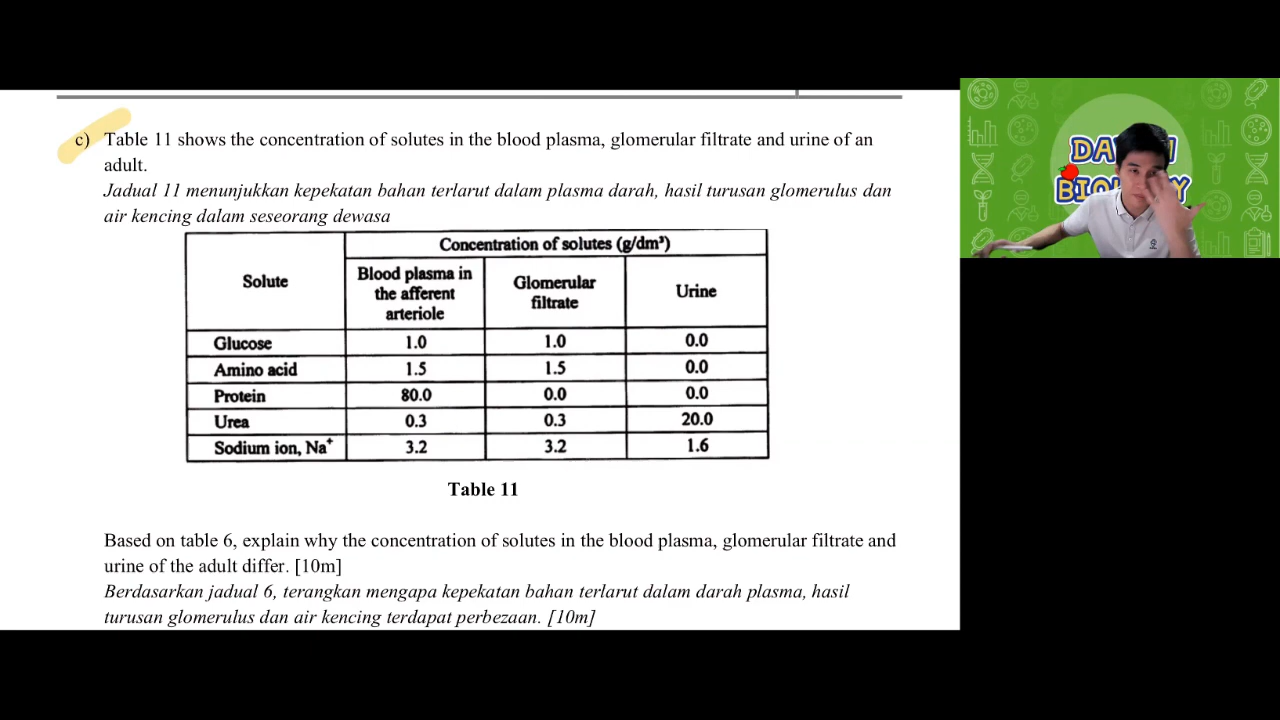 c) Table 11 shows the concentration of solutes in the blood plasma, glomerular filtrate and urine of an
adult.
Jadual 11 menunjukkan kepekatan bahan terlarut dalam plasma darah, hasil turusan glomerulus dan
air kencing dalam seseorang dewasa
Solute
Concentration of solutes (g/dm³)
Blood plasma in
the afferent
arteriole
Glomerular
filtrate
Urine
Glucose 1.0 1.0 0.0
Amino acid 1.5 1.5 0.0
Protein 80.0 0.0 0.0
Urea 0.3 0.3 20.0
Sodium ion, Na⁺ 3.2 3.2 1.6
Table 11
Based on table 6, explain why the concentration of solutes in the blood plasma, glomerular filtrate and
urine of the adult differ. [10m]
Berdasarkan jadual 6, terangkan mengapa kepekatan bahan terlarut dalam darah plasma, hasil
turusan glomerulus dan air kencing terdapat perbezaan. [10m]